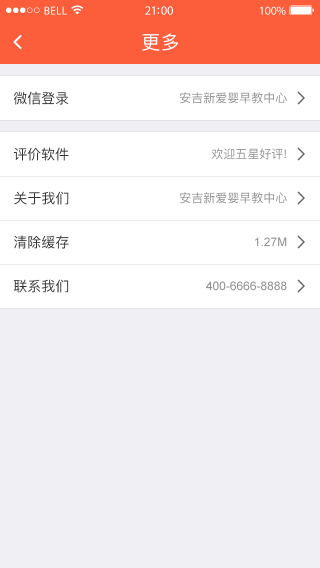 BELL 21:00 100%
更多
微信登录 安吉新爱婴早教中心
评价软件 欢迎五星好评!
关于我们 安吉新爱婴早教中心
清除缓存 1.27M
联系我们 400-6666-8888